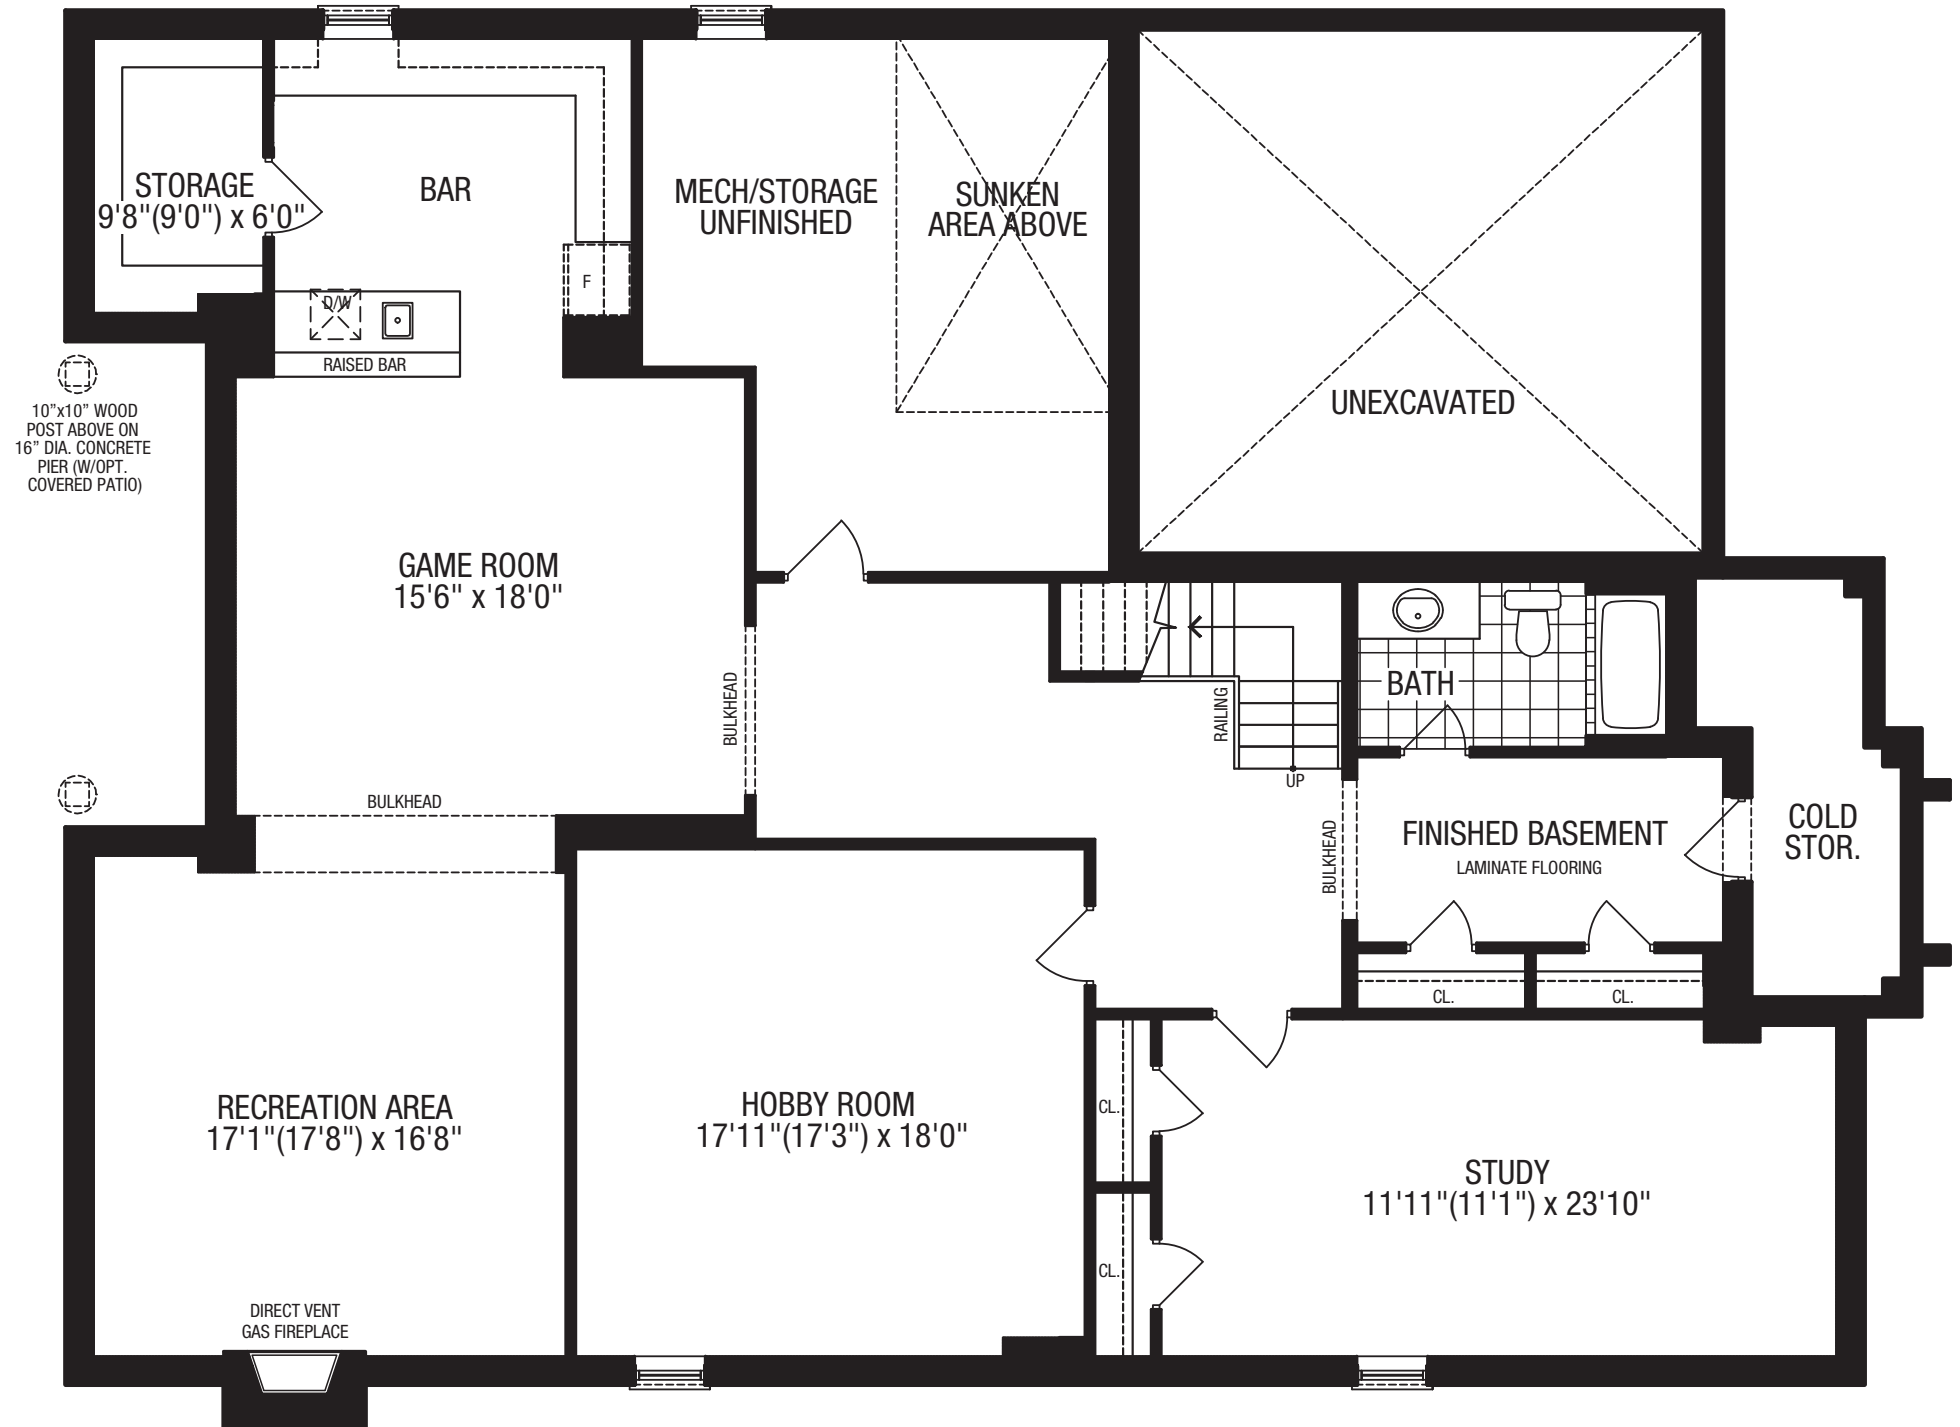 STORAGE
9'8"(9'0") x 6'0"
BAR
MECH/STORAGE
UNFINISHED
SUNKEN
AREA ABOVE
F
D/W
RAISED BAR
UNEXCAVATED
10”x10” WOOD
POST ABOVE ON
16” DIA. CONCRETE
PIER (W/OPT.
COVERED PATIO)
GAME ROOM
15'6" x 18'0"
BULKHEAD
RAILING
UP
BATH
BULKHEAD
BULKHEAD
FINISHED BASEMENT
LAMINATE FLOORING
COLD
STOR.
CL.
CL.
RECREATION AREA
17'1"(17'8") x 16'8"
HOBBY ROOM
17'11"(17'3") x 18'0"
CL.
CL.
STUDY
11'11"(11'1") x 23'10"
DIRECT VENT
GAS FIREPLACE